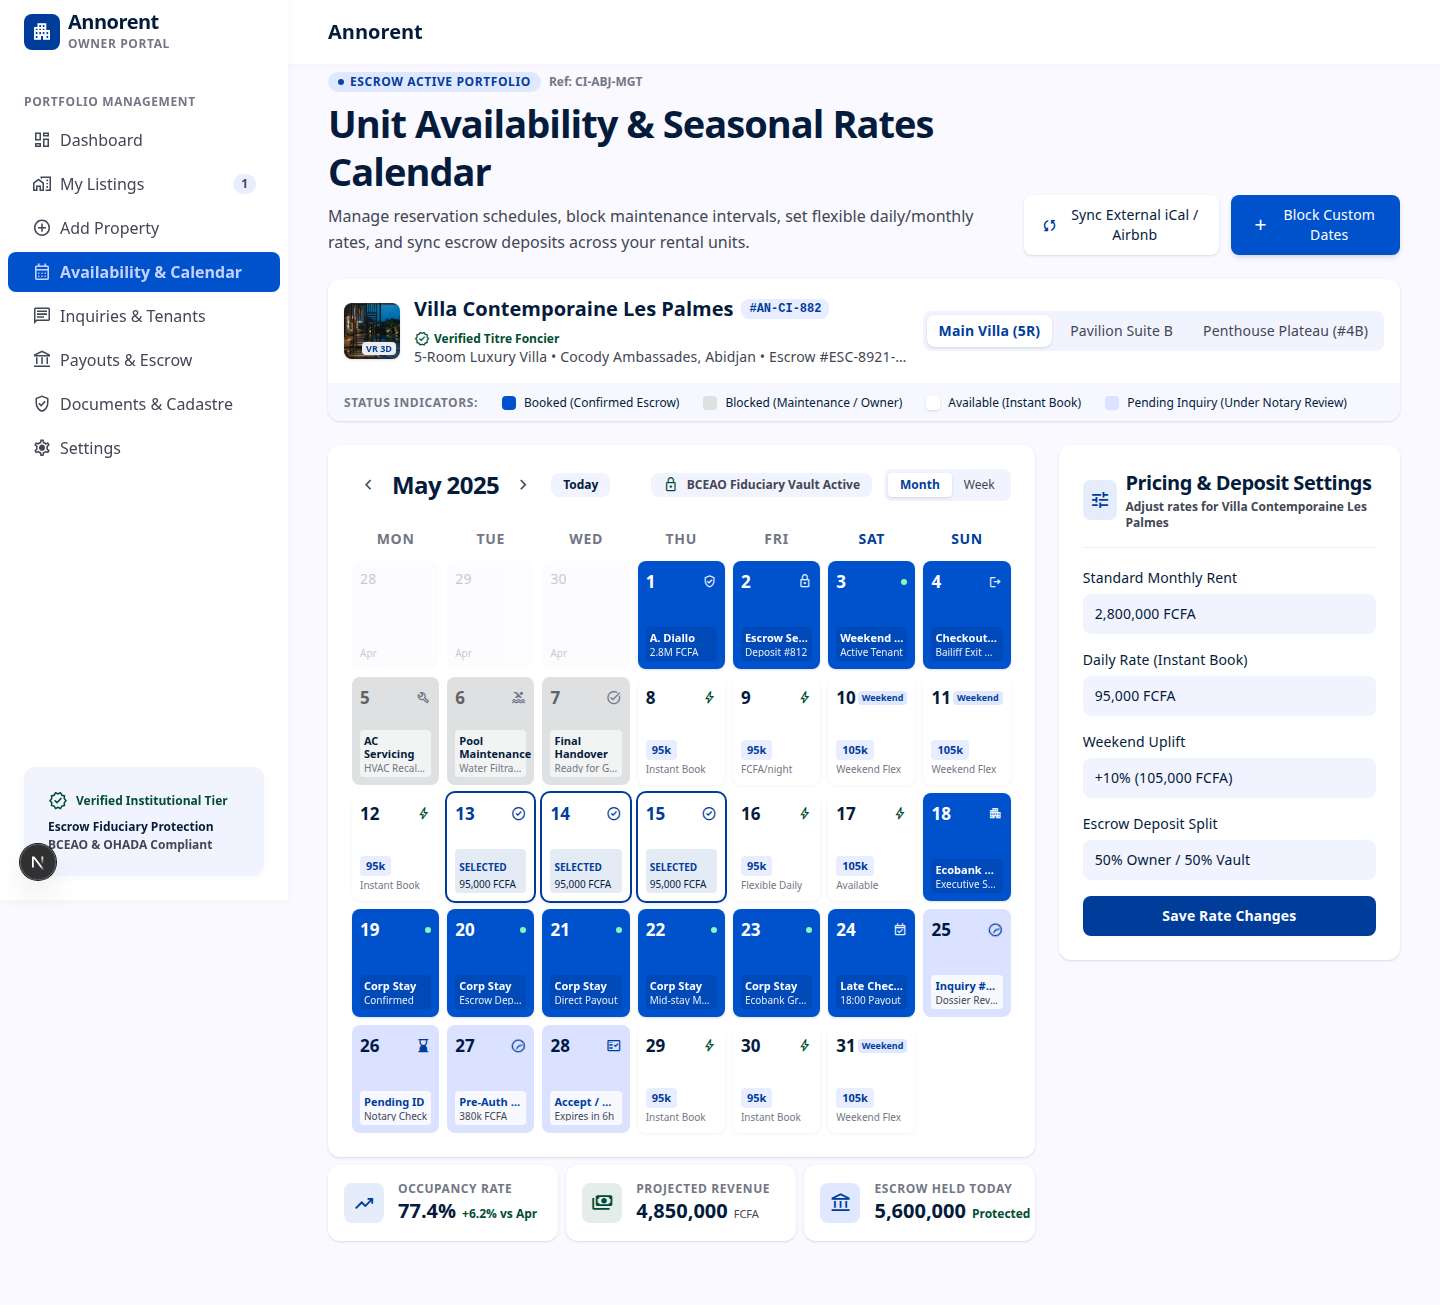 Annorent
OWNER PORTAL
PORTFOLIO MANAGEMENT
Dashboard
My Listings
1
Add Property
Availability & Calendar
Inquiries & Tenants
Payouts & Escrow
Documents & Cadastre
Settings
Verified Institutional Tier
Escrow Fiduciary Protection
BCEAO & OHADA Compliant
N
Annorent
ESCROW ACTIVE PORTFOLIO
Ref: CI-ABJ-MGT
Unit Availability & Seasonal Rates
Calendar
Manage reservation schedules, block maintenance intervals, set flexible daily/monthly
rates, and sync escrow deposits across your rental units.
Sync External iCal /
Airbnb
Block Custom
Dates
VR 3D
Villa Contemporaine Les Palmes
#AN-CI-882
Verified Titre Foncier
5-Room Luxury Villa • Cocody Ambassades, Abidjan • Escrow #ESC-8921-...
Main Villa (5R)
Pavilion Suite B
Penthouse Plateau (#4B)
STATUS INDICATORS:
Booked (Confirmed Escrow)
Blocked (Maintenance / Owner)
Available (Instant Book)
Pending Inquiry (Under Notary Review)
May 2025
Today
BCEAO Fiduciary Vault Active
Month
Week
MON TUE WED THU FRI SAT SUN
28
Apr
29
Apr
30
Apr
1
A. Diallo
2.8M FCFA
2
Escrow Se...
Deposit #812
3
Weekend ...
Active Tenant
4
Checkout...
Bailiff Exit ...
5
AC
Servicing
HVAC Recal...
6
Pool
Maintenance
Water Filtra...
7
Final
Handover
Ready for G...
8
95k
Instant Book
9
95k
FCFA/night
10
Weekend
105k
Weekend Flex
11
Weekend
105k
Weekend Flex
12
95k
Instant Book
13
SELECTED
95,000 FCFA
14
SELECTED
95,000 FCFA
15
SELECTED
95,000 FCFA
16
95k
Flexible Daily
17
105k
Available
18
Ecobank ...
Executive S...
19
Corp Stay
Confirmed
20
Corp Stay
Escrow Dep...
21
Corp Stay
Direct Payout
22
Corp Stay
Mid-stay M...
23
Corp Stay
Ecobank Gr...
24
Late Chec...
18:00 Payout
25
Inquiry #...
Dossier Rev...
26
Pending ID
Notary Check
27
Pre-Auth ...
380k FCFA
28
Accept / ...
Expires in 6h
29
95k
Instant Book
30
95k
Instant Book
31
Weekend
105k
Weekend Flex
OCCUPANCY RATE
77.4% +6.2% vs Apr
PROJECTED REVENUE
4,850,000 FCFA
ESCROW HELD TODAY
5,600,000 Protected
Pricing & Deposit Settings
Adjust rates for Villa Contemporaine Les
Palmes
Standard Monthly Rent
2,800,000 FCFA
Daily Rate (Instant Book)
95,000 FCFA
Weekend Uplift
+10% (105,000 FCFA)
Escrow Deposit Split
50% Owner / 50% Vault
Save Rate Changes